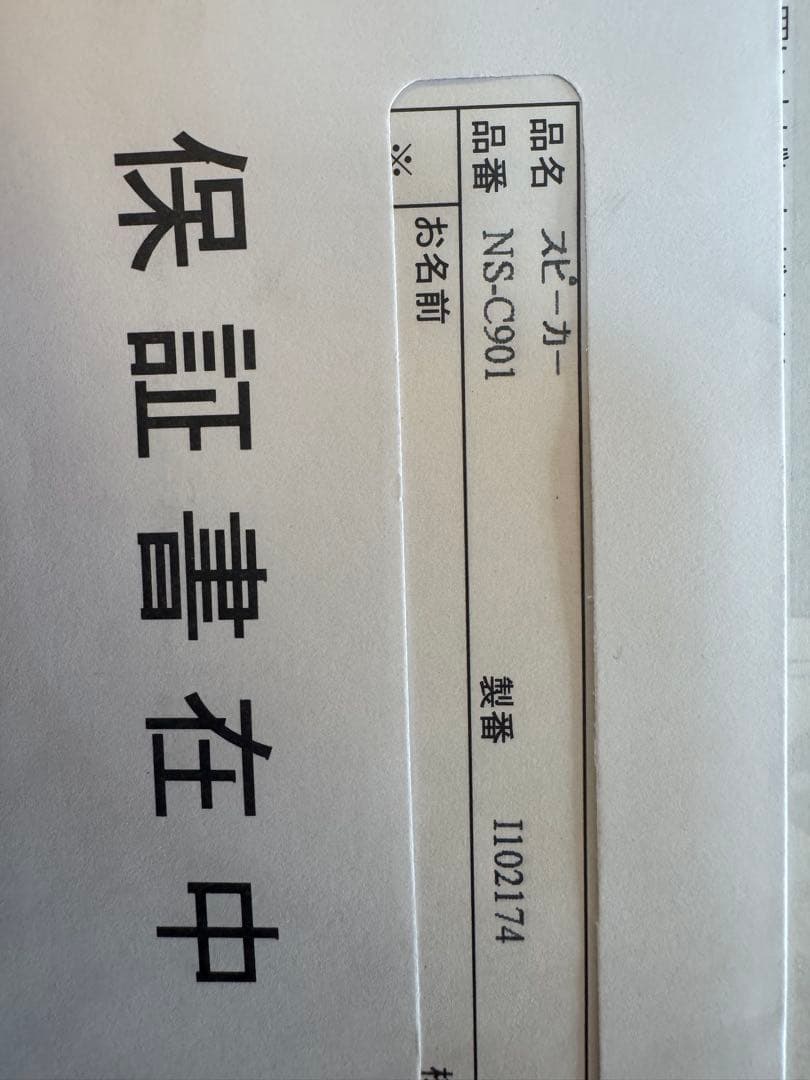 品名 スピーカー
品番 NS-C901 製番 I102174
※ お名前
保証書在中